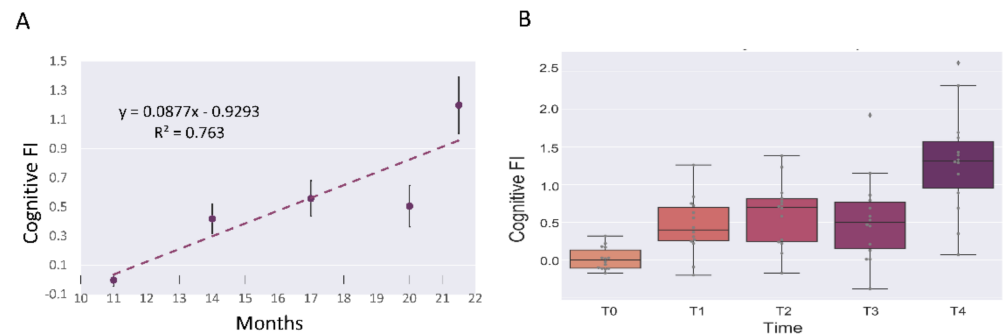 A
B
1.5
1.3
1.1
0.9
0.7
0.5
0.3
0.1
-0.1
Cognitive FI
y = 0.0877x - 0.9293
R² = 0.763
10 11 12 13 14 15 16 17 18 19 20 21 22
Months
2.5
2.0
1.5
1.0
0.5
0.0
Cognitive FI
T0 T1 T2 T3 T4
Time